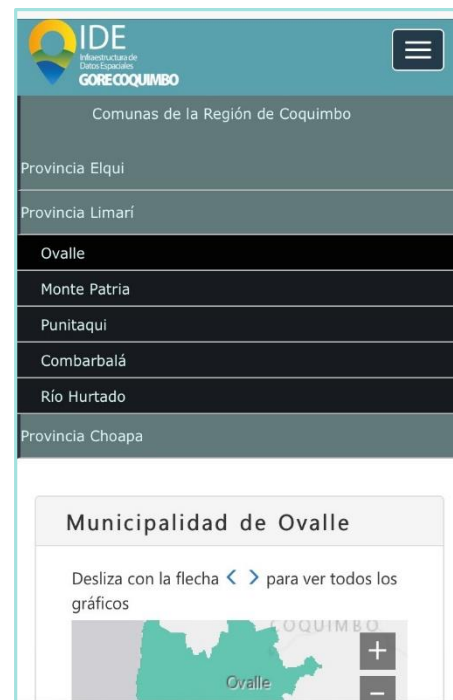 IDE
Infraestructura de
Datos Espaciales
GORE COQUIMBO
Comunas de la Región de Coquimbo
Provincia Elqui
Provincia Limarí
Ovalle
Monte Patria
Punitaqui
Combarbalá
Río Hurtado
Provincia Choapa
Municipalidad de Ovalle
Desliza con la flecha < > para ver todos los
gráficos
COQUIMBO
+
Ovalle
−